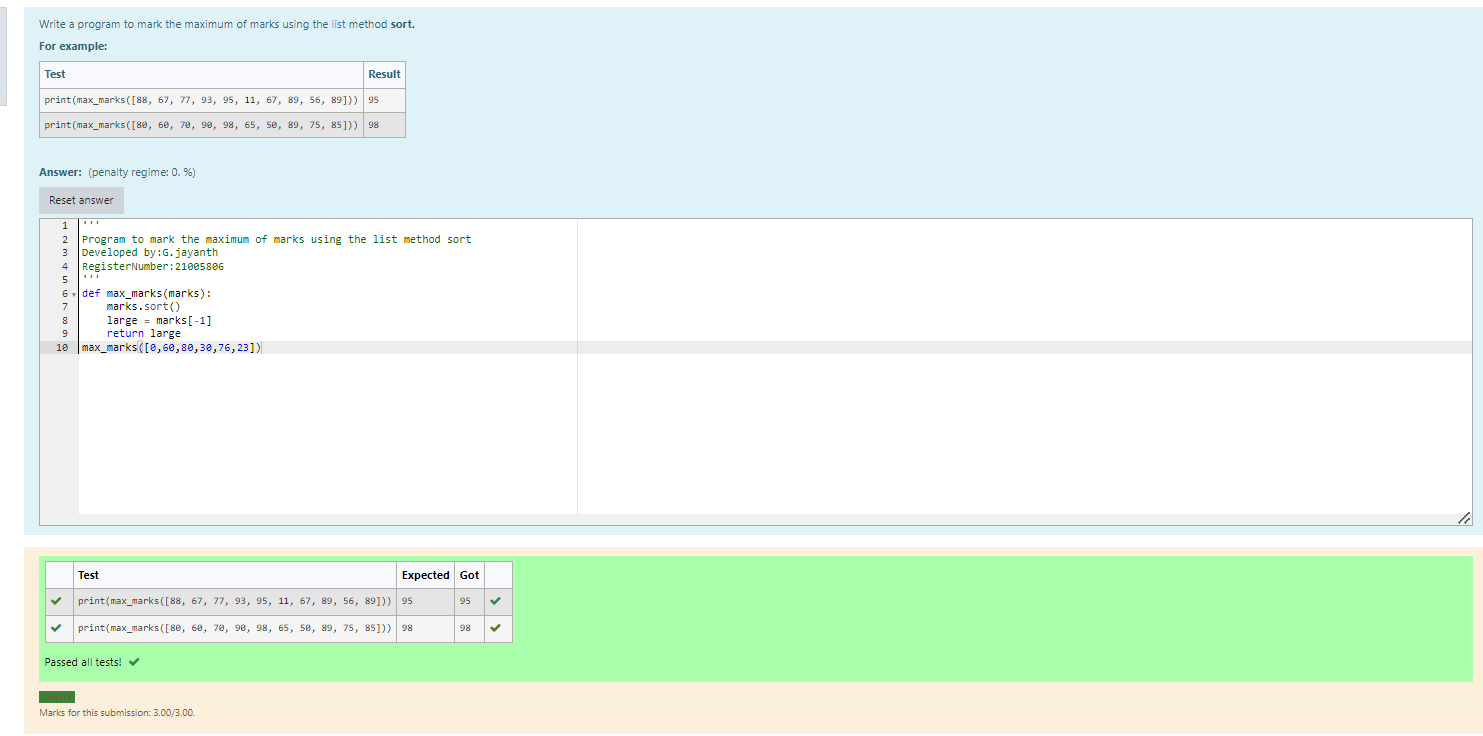 Write a program to mark the maximum of marks using the list method sort.
For example:
Test Result
print(max_marks([88, 67, 77, 93, 95, 11, 67, 89, 56, 89])) 95
print(max_marks([80, 60, 70, 90, 98, 65, 50, 89, 75, 85])) 98
Answer: (penalty regime: 0. %)
Reset answer
1 '''
2 Program to mark the maximum of marks using the list method sort
3 Developed by:G.jayanth
4 RegisterNumber:21005806
5 '''
6 def max_marks(marks):
7 marks.sort()
8 large = marks[-1]
9 return large
10 max_marks([0,60,80,30,76,23])
Test Expected Got
print(max_marks([88, 67, 77, 93, 95, 11, 67, 89, 56, 89])) 95 95
print(max_marks([80, 60, 70, 90, 98, 65, 50, 89, 75, 85])) 98 98
Passed all tests!
Marks for this submission: 3.00/3.00.